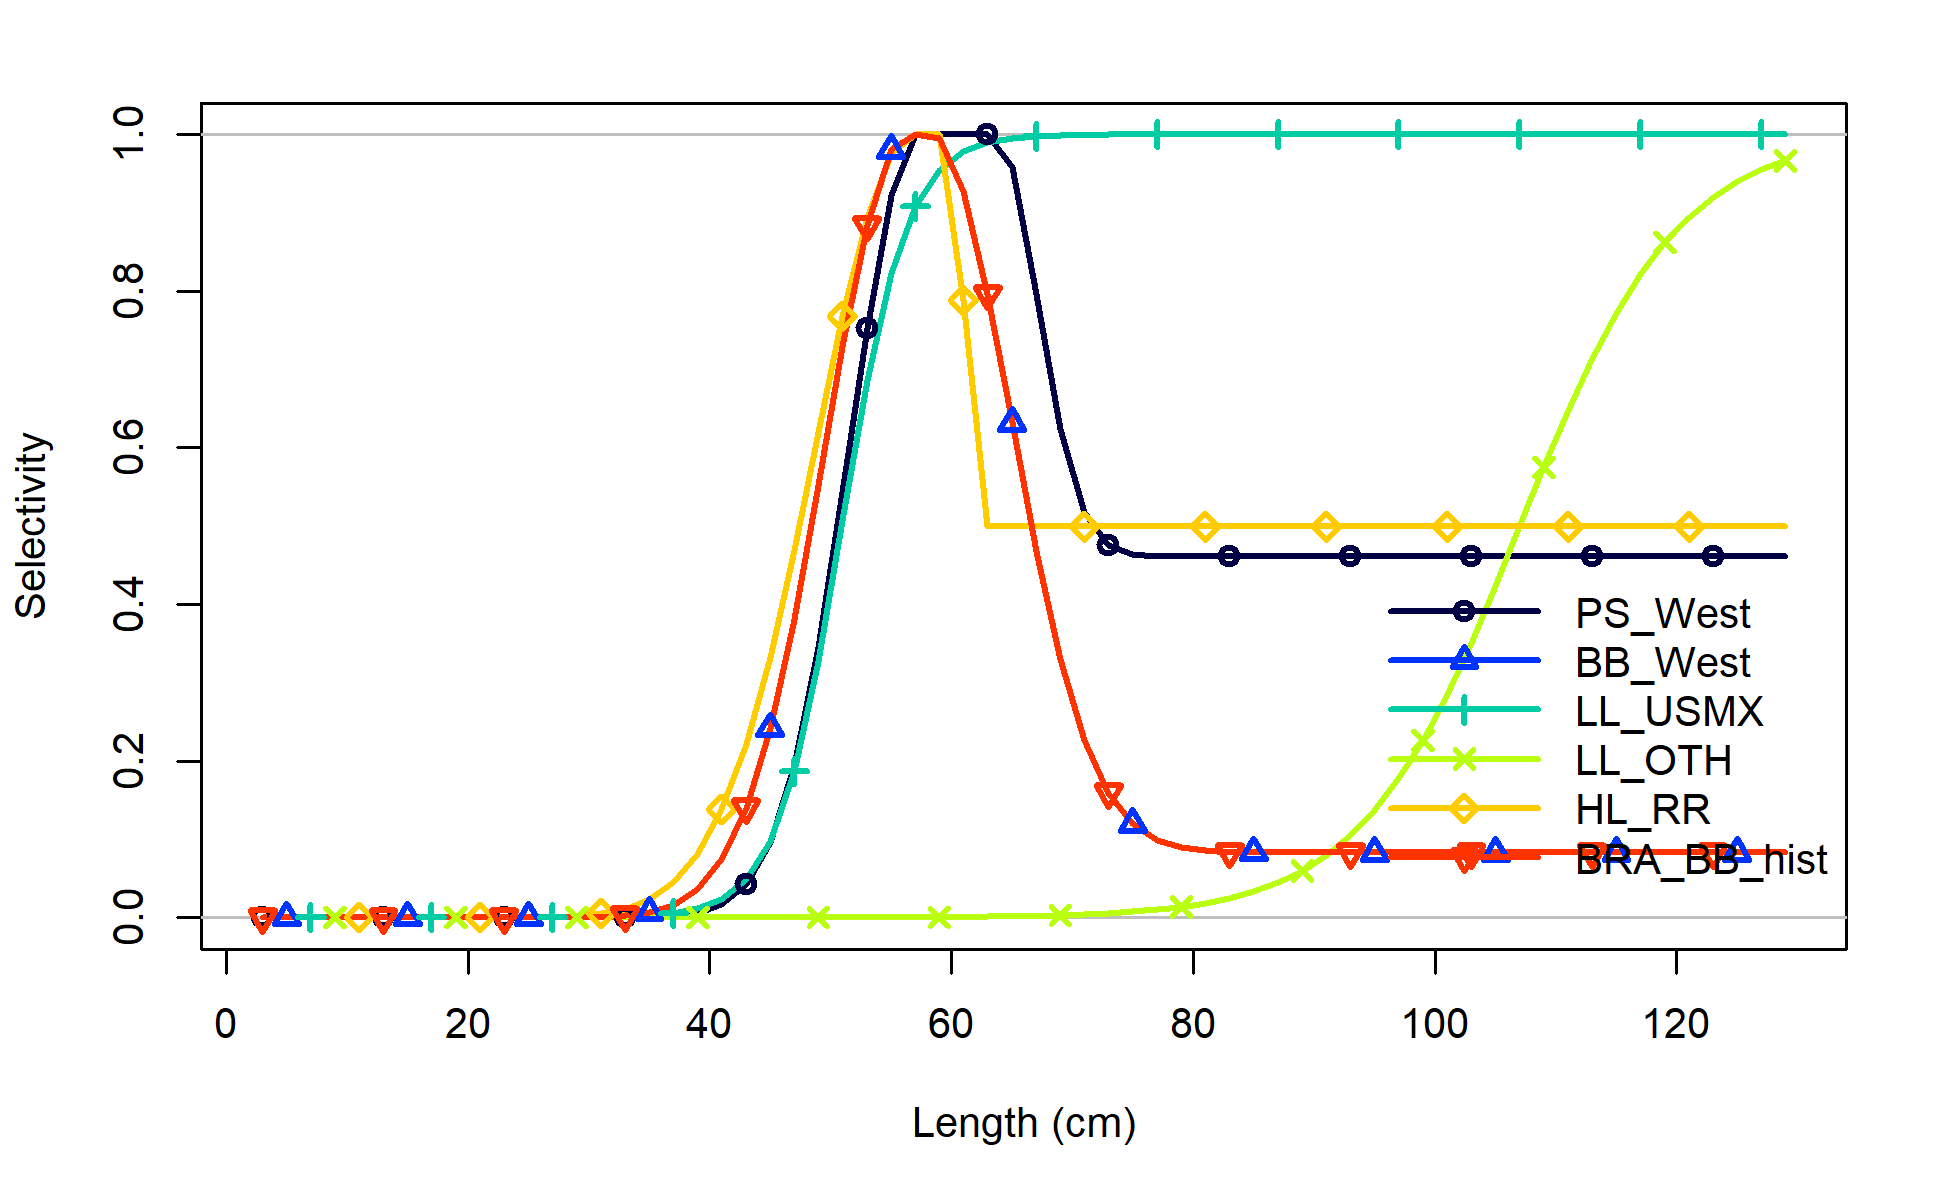 1.0
0.8
0.6
0.4
0.2
0.0
Selectivity
PS_West
BB_West
LL_USMX
LL_OTH
HL_RR
BRA_BB_hist
0 20 40 60 80 100 120
Length (cm)